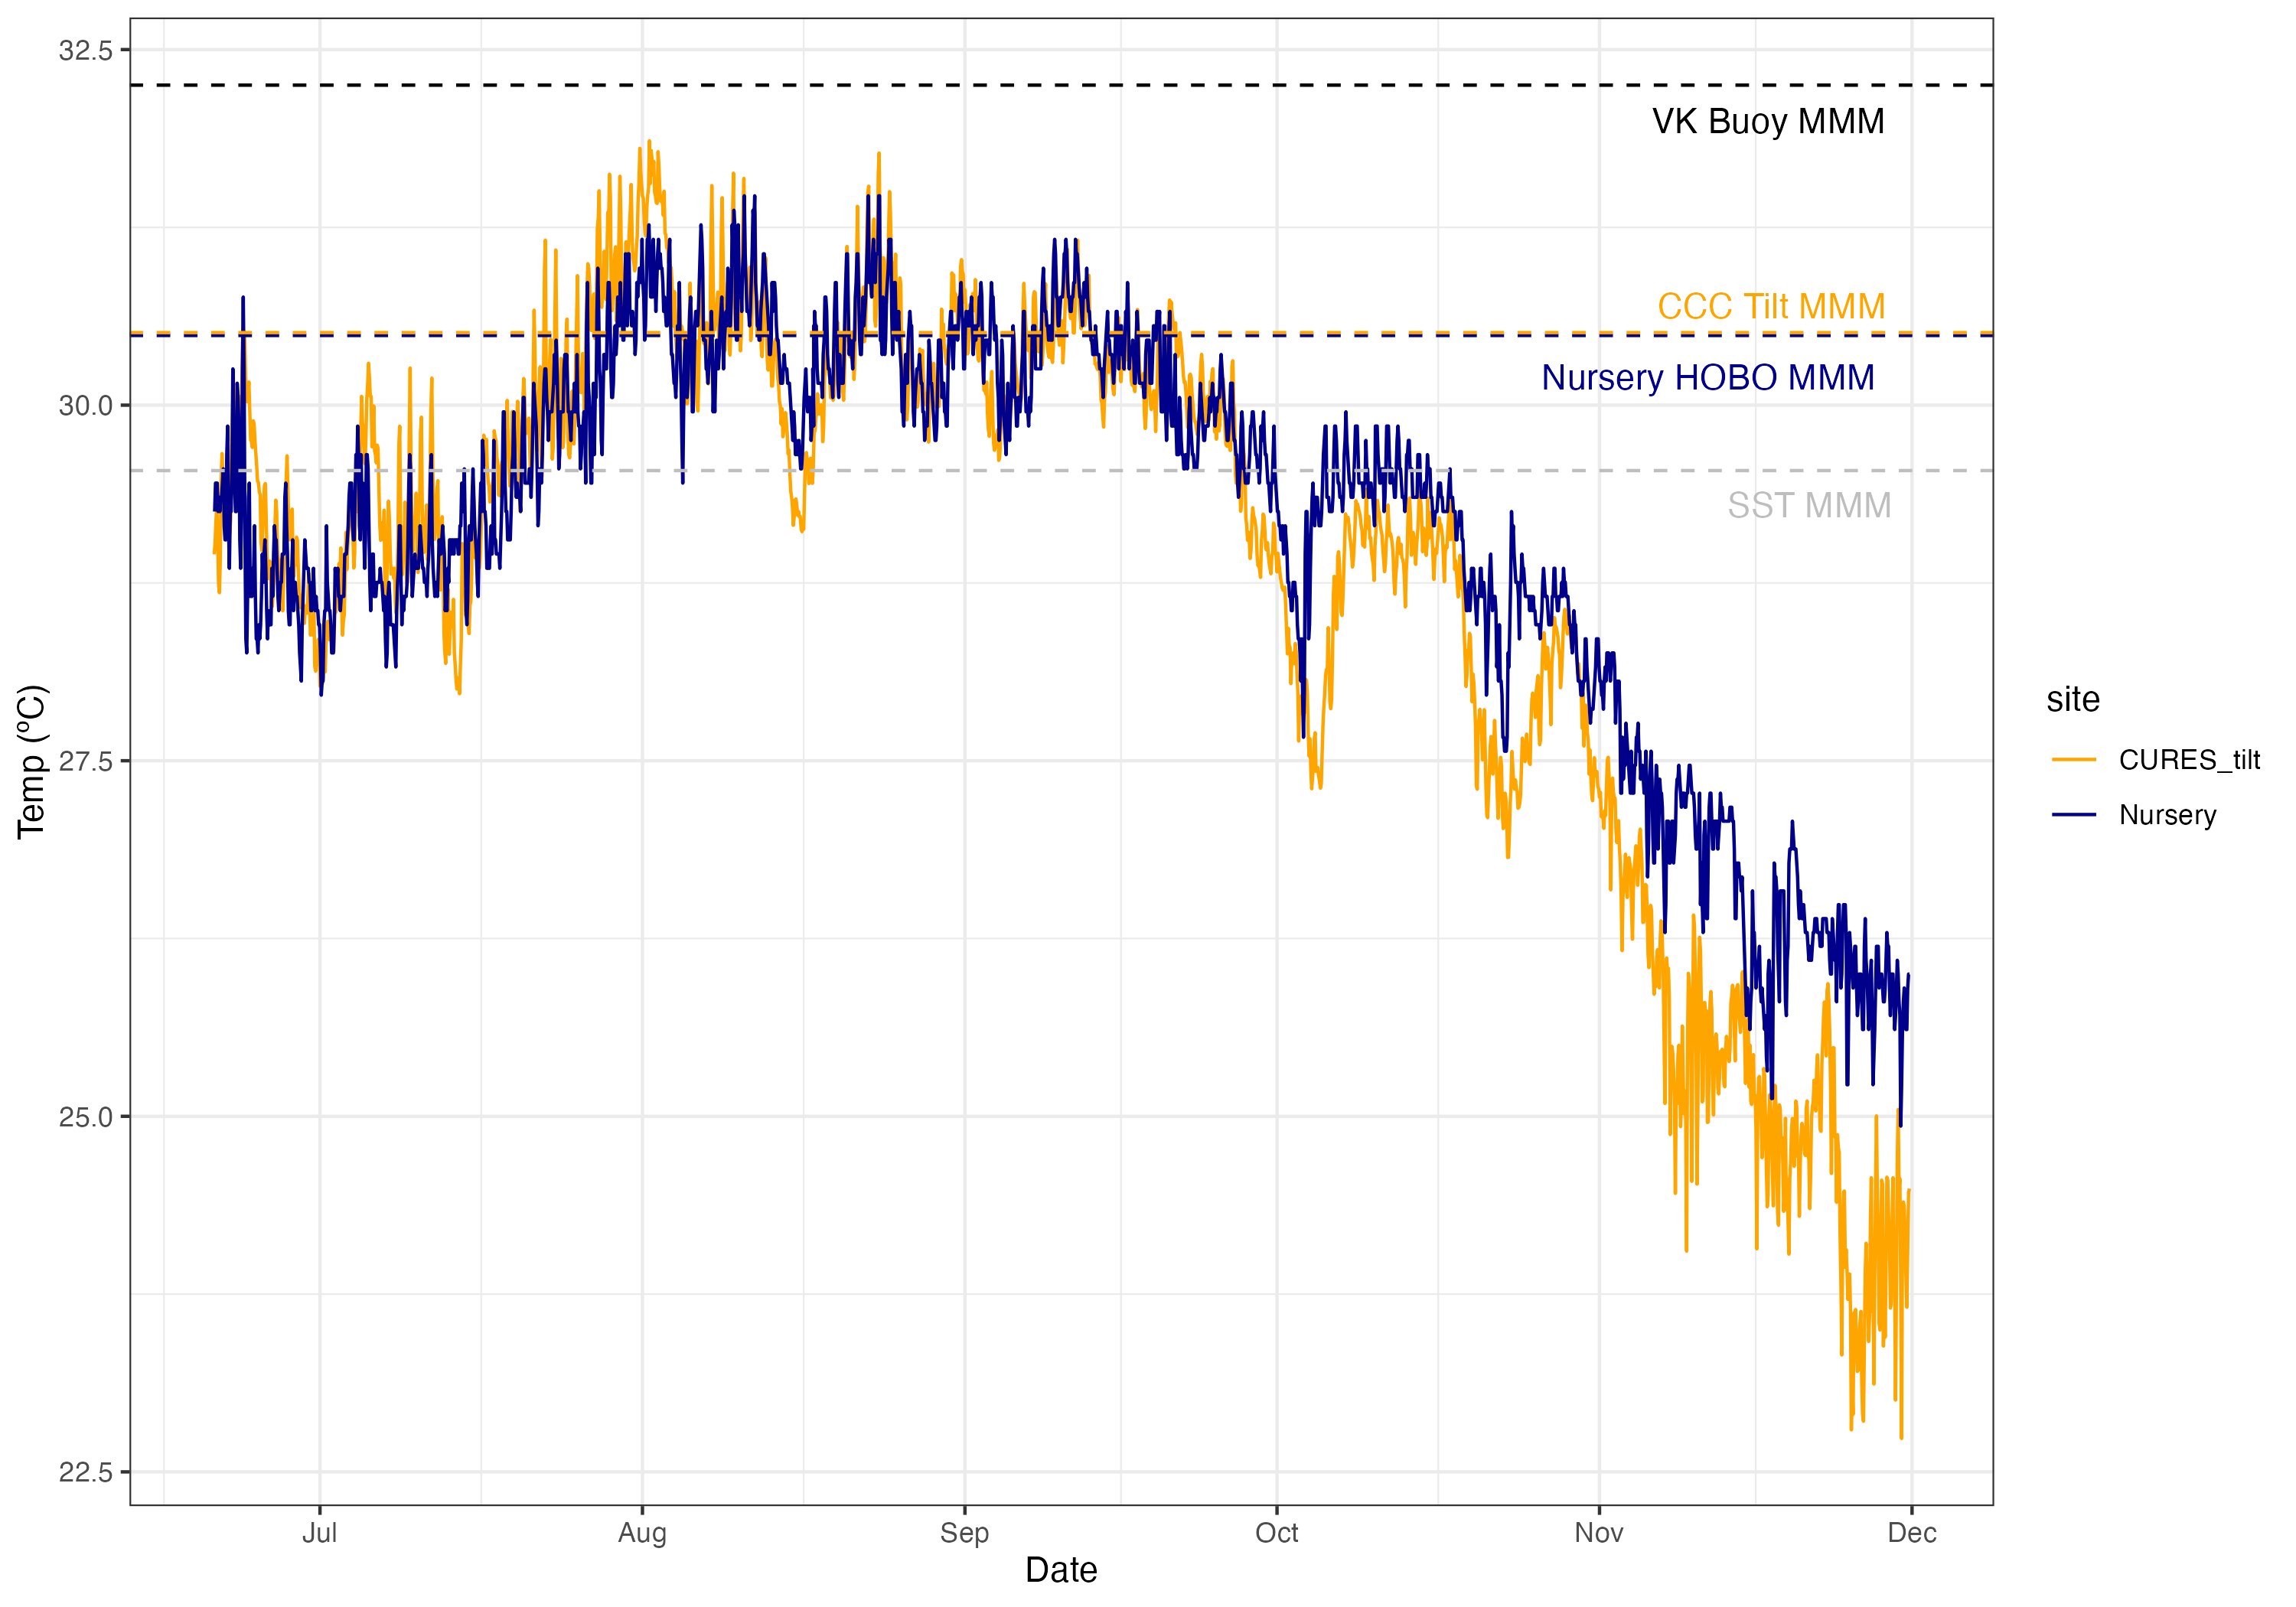 32.5
30.0
27.5
25.0
22.5
Temp (ºC)
VK Buoy MMM
CCC Tilt MMM
Nursery HOBO MMM
SST MMM
Jul Aug Sep Oct Nov Dec
Date
site
CURES_tilt
Nursery